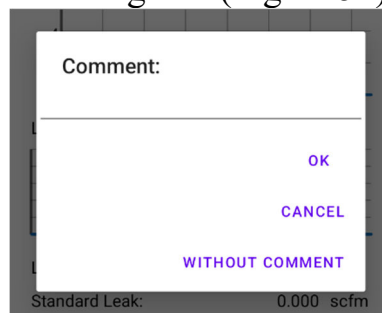 Comment:
OK
CANCEL
WITHOUT COMMENT
Standard Leak: 0.000 scfm